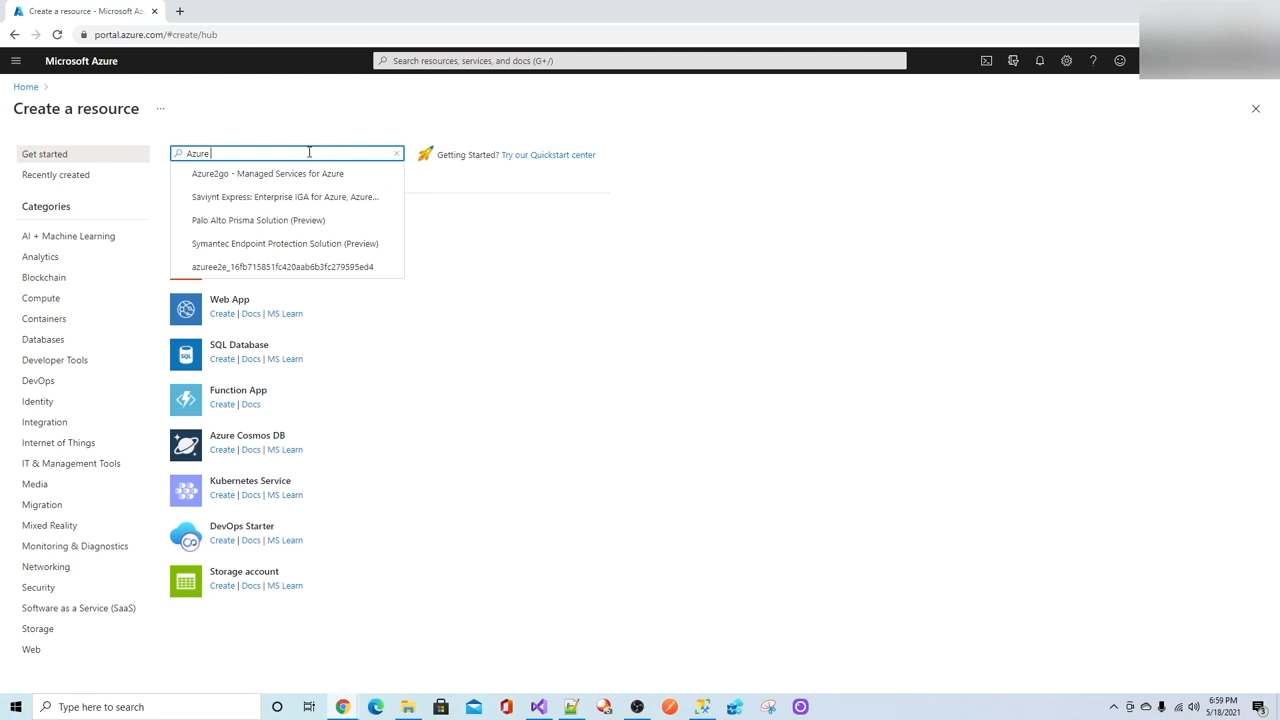 Create a resource - Microsoft Az
portal.azure.com/#create/hub
Microsoft Azure
Search resources, services, and docs (G+/)
Home
Create a resource
...
Get started
Recently created
Categories
AI + Machine Learning
Analytics
Blockchain
Compute
Containers
Databases
Developer Tools
DevOps
Identity
Integration
Internet of Things
IT & Management Tools
Media
Migration
Mixed Reality
Monitoring & Diagnostics
Networking
Security
Software as a Service (SaaS)
Storage
Web
Azure
Azure2go - Managed Services for Azure
Saviynt Express: Enterprise IGA for Azure, Azure...
Palo Alto Prisma Solution (Preview)
Symantec Endpoint Protection Solution (Preview)
azuree2e_16fb715851fc420aab6b3fc279595ed4
Getting Started? Try our Quickstart center
Web App
Create | Docs | MS Learn
SQL Database
Create | Docs | MS Learn
Function App
Create | Docs
Azure Cosmos DB
Create | Docs | MS Learn
Kubernetes Service
Create | Docs | MS Learn
DevOps Starter
Create | Docs | MS Learn
Storage account
Create | Docs | MS Learn
Type here to search
6:59 PM
5/18/2021